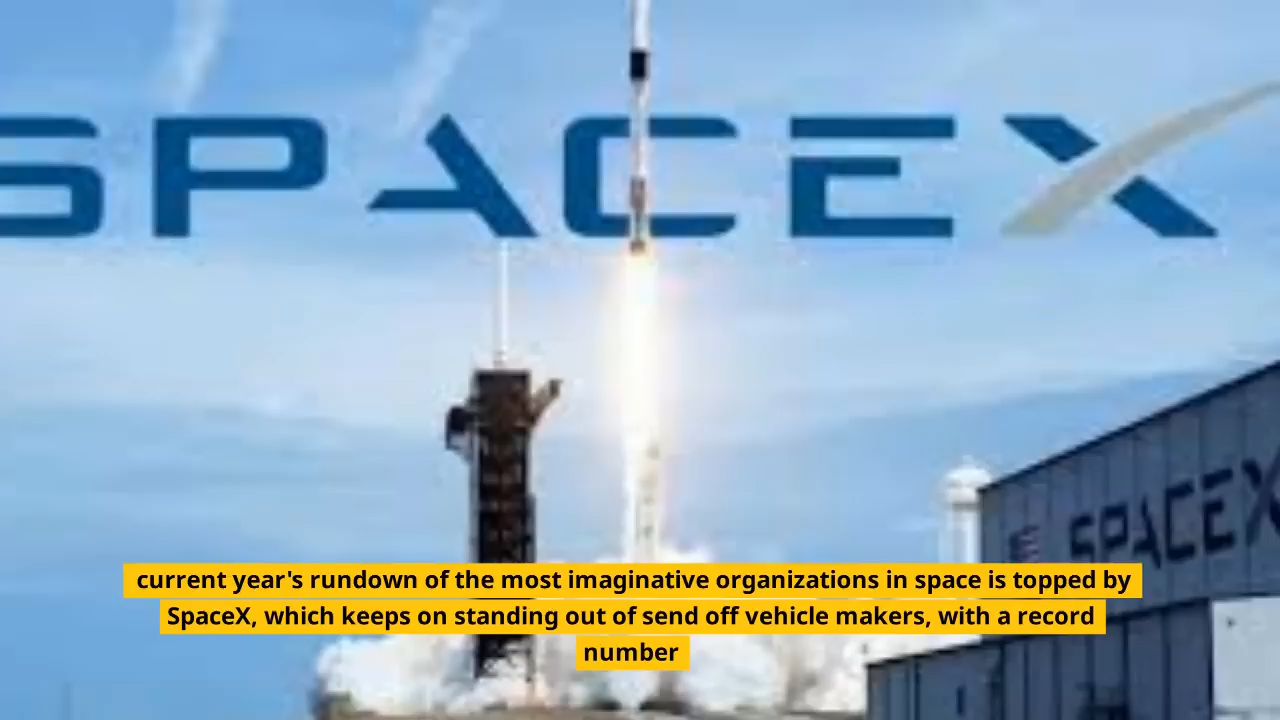 SPACEX
SPACEX
current year's rundown of the most imaginative organizations in space is topped by
SpaceX, which keeps on standing out of send off vehicle makers, with a record
number